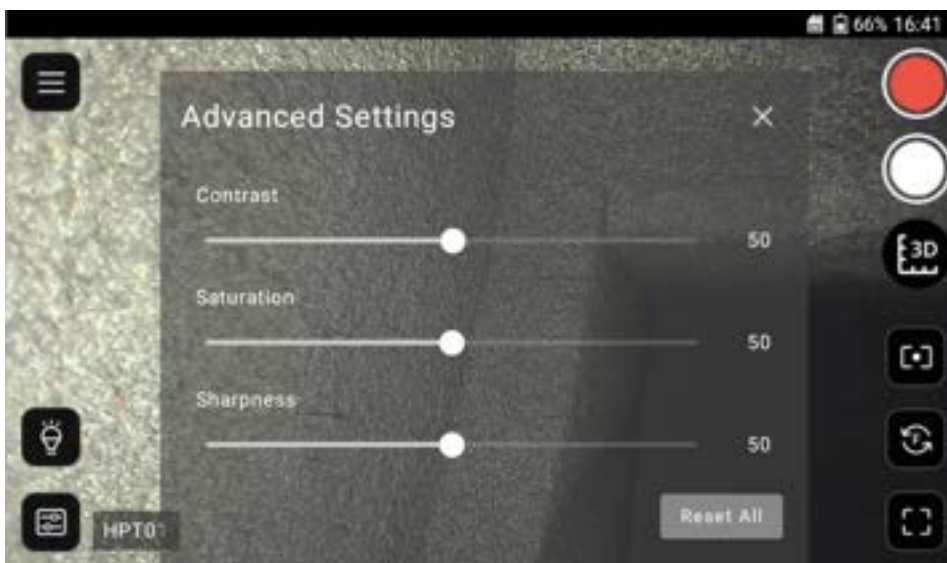 66% 16:41
Advanced Settings
Contrast
50
3D
Saturation
50
Sharpness
50
F
HPT01
Reset All